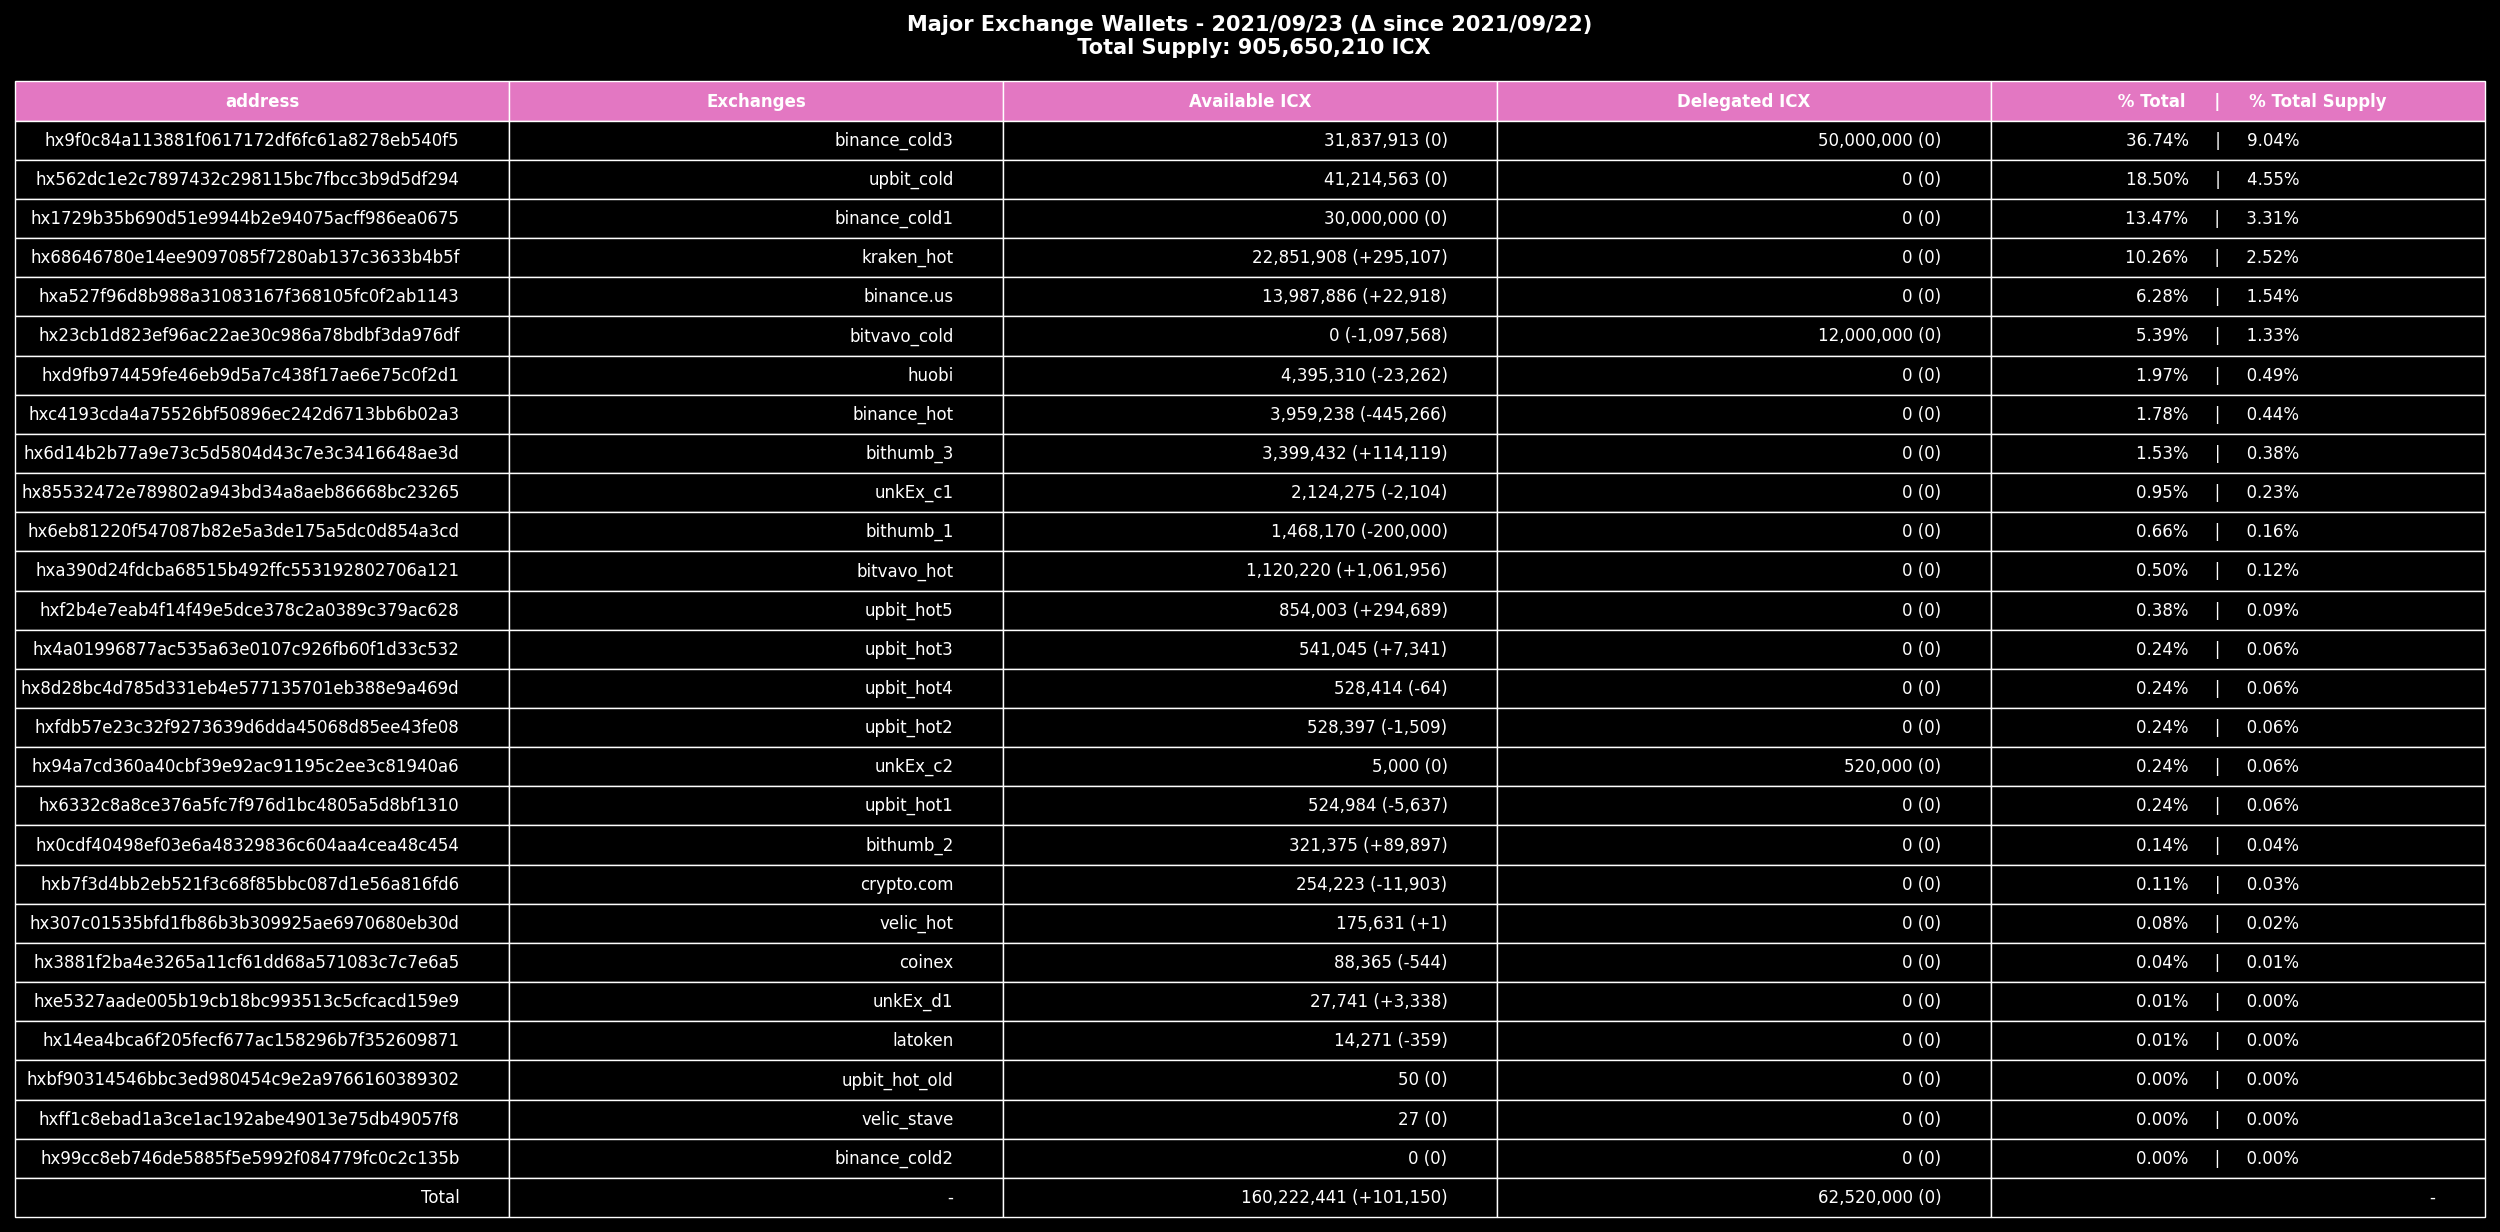 Major Exchange Wallets - 2021/09/23 (Δ since 2021/09/22)
Total Supply: 905,650,210 ICX
address Exchanges Available ICX Delegated ICX % Total | % Total Supply
hx9f0c84a113881f0617172df6fc61a8278eb540f5 binance_cold3 31,837,913 (0) 50,000,000 (0) 36.74% | 9.04%
hx562dc1e2c7897432c298115bc7fbcc3b9d5df294 upbit_cold 41,214,563 (0) 0 (0) 18.50% | 4.55%
hx1729b35b690d51e9944b2e94075acff986ea0675 binance_cold1 30,000,000 (0) 0 (0) 13.47% | 3.31%
hx68646780e14ee9097085f7280ab137c3633b4b5f kraken_hot 22,851,908 (+295,107) 0 (0) 10.26% | 2.52%
hxa527f96d8b988a31083167f368105fc0f2ab1143 binance.us 13,987,886 (+22,918) 0 (0) 6.28% | 1.54%
hx23cb1d823ef96ac22ae30c986a78bdbf3da976df bitvavo_cold 0 (-1,097,568) 12,000,000 (0) 5.39% | 1.33%
hxd9fb974459fe46eb9d5a7c438f17ae6e75c0f2d1 huobi 4,395,310 (-23,262) 0 (0) 1.97% | 0.49%
hxc4193cda4a75526bf50896ec242d6713bb6b02a3 binance_hot 3,959,238 (-445,266) 0 (0) 1.78% | 0.44%
hx6d14b2b77a9e73c5d5804d43c7e3c3416648ae3d bithumb_3 3,399,432 (+114,119) 0 (0) 1.53% | 0.38%
hx85532472e789802a943bd34a8aeb86668bc23265 unkEx_c1 2,124,275 (-2,104) 0 (0) 0.95% | 0.23%
hx6eb81220f547087b82e5a3de175a5dc0d854a3cd bithumb_1 1,468,170 (-200,000) 0 (0) 0.66% | 0.16%
hxa390d24fdcba68515b492ffc553192802706a121 bitvavo_hot 1,120,220 (+1,061,956) 0 (0) 0.50% | 0.12%
hxf2b4e7eab4f14f49e5dce378c2a0389c379ac628 upbit_hot5 854,003 (+294,689) 0 (0) 0.38% | 0.09%
hx4a01996877ac535a63e0107c926fb60f1d33c532 upbit_hot3 541,045 (+7,341) 0 (0) 0.24% | 0.06%
hx8d28bc4d785d331eb4e577135701eb388e9a469d upbit_hot4 528,414 (-64) 0 (0) 0.24% | 0.06%
hxfdb57e23c32f9273639d6dda45068d85ee43fe08 upbit_hot2 528,397 (-1,509) 0 (0) 0.24% | 0.06%
hx94a7cd360a40cbf39e92ac91195c2ee3c81940a6 unkEx_c2 5,000 (0) 520,000 (0) 0.24% | 0.06%
hx6332c8a8ce376a5fc7f976d1bc4805a5d8bf1310 upbit_hot1 524,984 (-5,637) 0 (0) 0.24% | 0.06%
hx0cdf40498ef03e6a48329836c604aa4cea48c454 bithumb_2 321,375 (+89,897) 0 (0) 0.14% | 0.04%
hxb7f3d4bb2eb521f3c68f85bbc087d1e56a816fd6 crypto.com 254,223 (-11,903) 0 (0) 0.11% | 0.03%
hx307c01535bfd1fb86b3b309925ae6970680eb30d velic_hot 175,631 (+1) 0 (0) 0.08% | 0.02%
hx3881f2ba4e3265a11cf61dd68a571083c7c7e6a5 coinex 88,365 (-544) 0 (0) 0.04% | 0.01%
hxe5327aade005b19cb18bc993513c5cfcacd159e9 unkEx_d1 27,741 (+3,338) 0 (0) 0.01% | 0.00%
hx14ea4bca6f205fecf677ac158296b7f352609871 latoken 14,271 (-359) 0 (0) 0.01% | 0.00%
hxbf90314546bbc3ed980454c9e2a9766160389302 upbit_hot_old 50 (0) 0 (0) 0.00% | 0.00%
hxff1c8ebad1a3ce1ac192abe49013e75db49057f8 velic_stave 27 (0) 0 (0) 0.00% | 0.00%
hx99cc8eb746de5885f5e5992f084779fc0c2c135b binance_cold2 0 (0) 0 (0) 0.00% | 0.00%
Total - 160,222,441 (+101,150) 62,520,000 (0) -